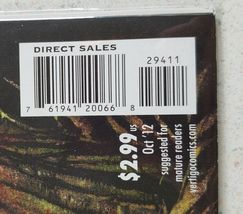 DIRECT SALES
29411
7 61941 20066 8
$2.99 US
Oct '12
suggested for
mature readers
vertigocomics.com